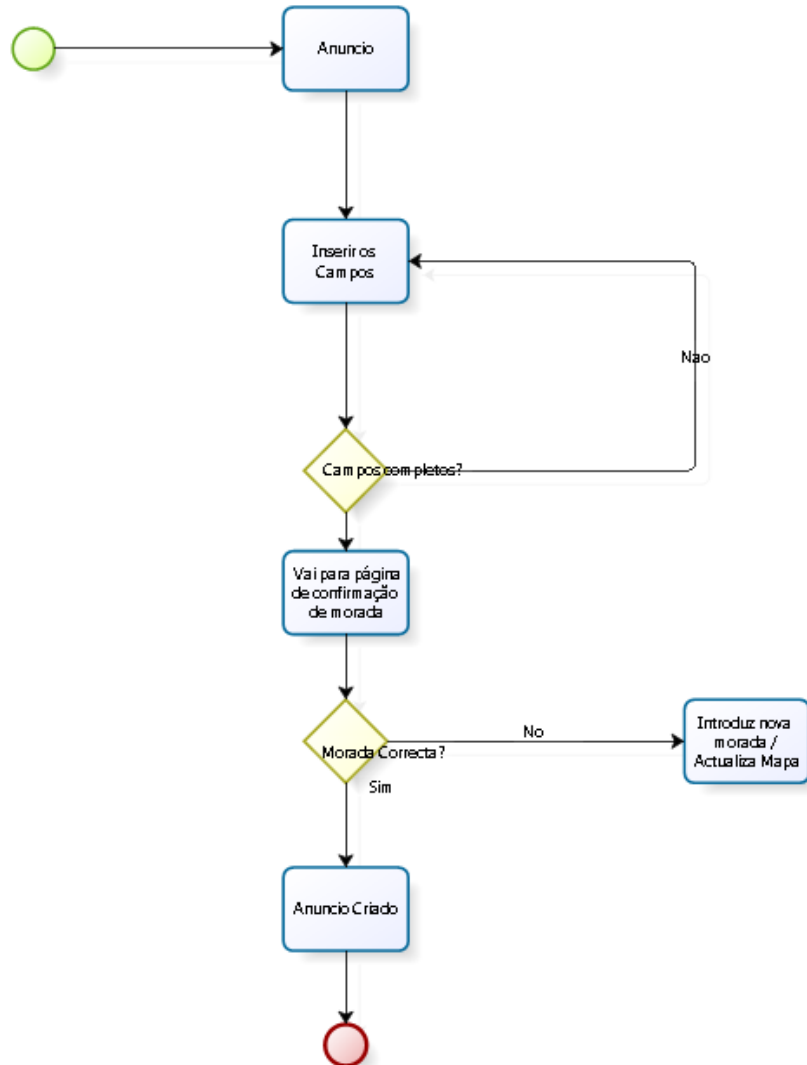 Anuncio
Inserir os
Campos
Nao
Campos completos?
Vai para página
de confirmação
de morada
No
Introduz nova
morada /
Actualiza Mapa
Morada Correcta?
Sim
Anuncio Criado